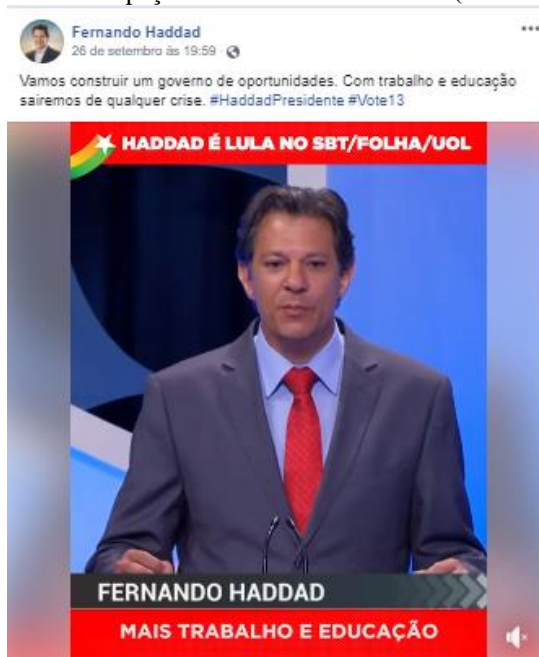 Fernando Haddad
26 de setembro às 19:59
Vamos construir um governo de oportunidades. Com trabalho e educação
sairemos de qualquer crise. #HaddadPresidente #Vote13
HADDAD É LULA NO SBT/FOLHA/UOL
FERNANDO HADDAD
MAIS TRABALHO E EDUCAÇÃO